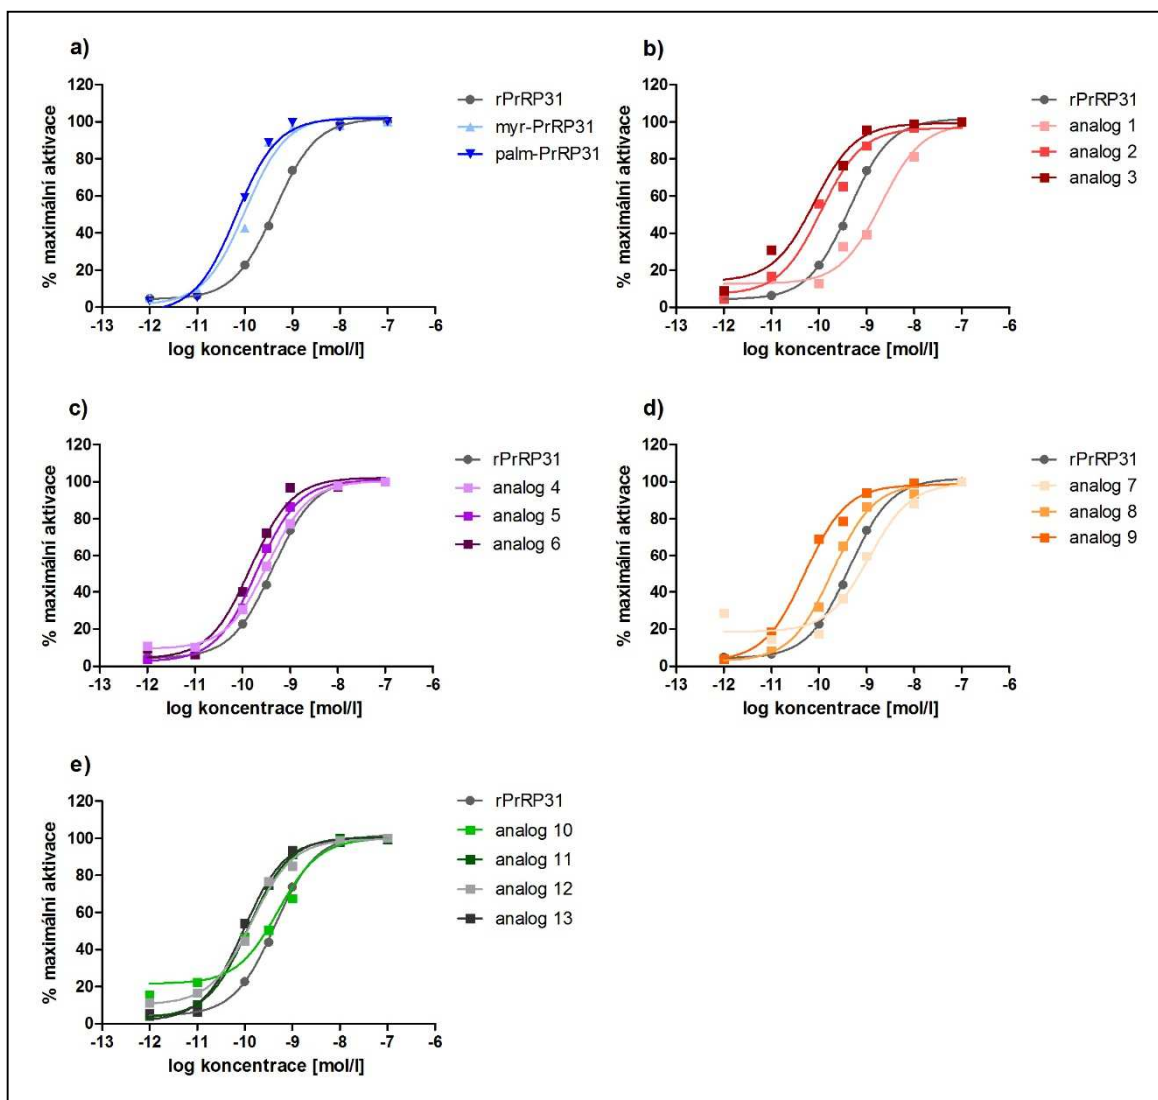 a)
120
100
80
60
40
20
0
% maximální aktivace
-13 -12 -11 -10 -9 -8 -7 -6
log koncentrace [mol/l]
rPrRP31
myr-PrRP31
palm-PrRP31
b)
120
100
80
60
40
20
0
% maximální aktivace
-13 -12 -11 -10 -9 -8 -7 -6
log koncentrace [mol/l]
rPrRP31
analog 1
analog 2
analog 3
c)
120
100
80
60
40
20
0
% maximální aktivace
-13 -12 -11 -10 -9 -8 -7 -6
log koncentrace [mol/l]
rPrRP31
analog 4
analog 5
analog 6
d)
120
100
80
60
40
20
0
% maximální aktivace
-13 -12 -11 -10 -9 -8 -7 -6
log koncentrace [mol/l]
rPrRP31
analog 7
analog 8
analog 9
e)
120
100
80
60
40
20
0
% maximální aktivace
-13 -12 -11 -10 -9 -8 -7 -6
log koncentrace [mol/l]
rPrRP31
analog 10
analog 11
analog 12
analog 13